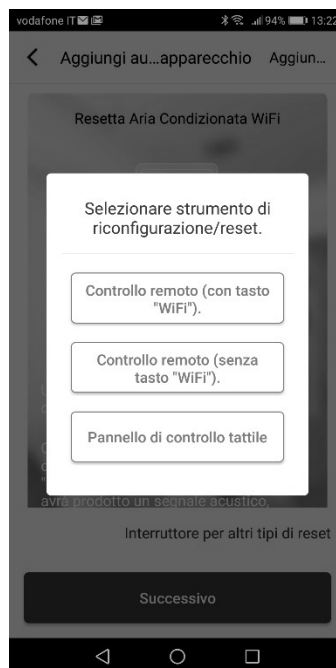 vodafone IT 94% 13:22
Aggiungi au...apparecchio Aggiun...
Resetta Aria Condizionata WiFi
Selezionare strumento di
riconfigurazione/reset.
Controllo remoto (con tasto
"WiFi").
Controllo remoto (senza
tasto "WiFi").
Pannello di controllo tattile
avrà prodotto un segnale acustico,
Interruttore per altri tipi di reset
Successivo